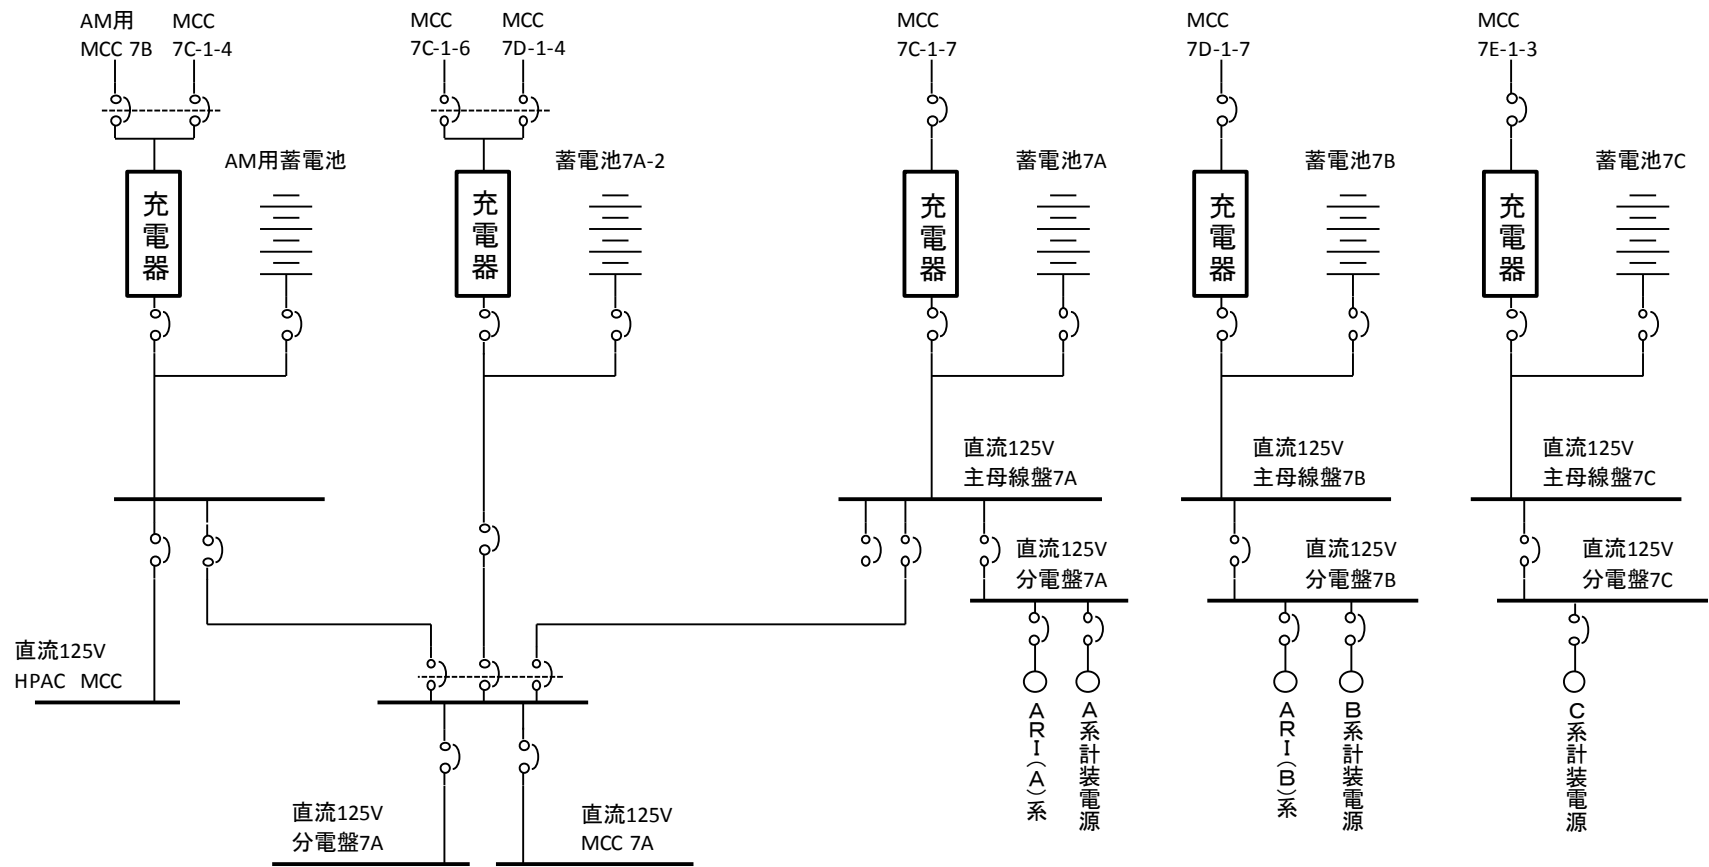 AM用
MCC 7B
MCC
7C-1-4
MCC
7C-1-6
MCC
7D-1-4
MCC
7C-1-7
MCC
7D-1-7
MCC
7E-1-3
充電器
AM用蓄電池
充電器
蓄電池7A-2
充電器
蓄電池7A
充電器
蓄電池7B
充電器
蓄電池7C
直流125V
主母線盤7A
直流125V
主母線盤7B
直流125V
主母線盤7C
直流125V
分電盤7A
直流125V
分電盤7B
直流125V
分電盤7C
直流125V
HPAC MCC
ARI(A)系
A系計装電源
ARI(B)系
B系計装電源
C系計装電源
直流125V
分電盤7A
直流125V
MCC 7A